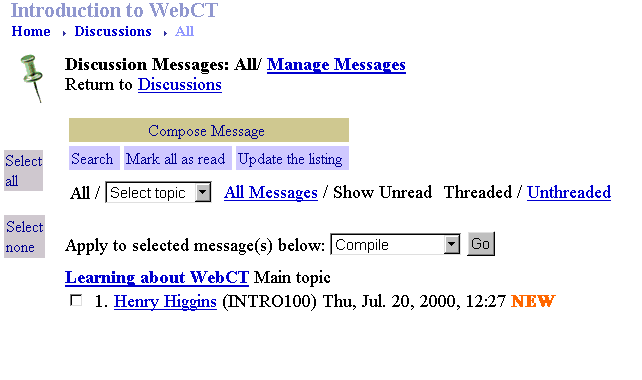 Introduction to WebCT
Home › Discussions › All
Discussion Messages: All/ Manage Messages
Return to Discussions
Compose Message
Search Mark all as read Update the listing
Select
all
All / Select topic All Messages / Show Unread Threaded / Unthreaded
Select
none
Apply to selected message(s) below: Compile Go
Learning about WebCT Main topic
1. Henry Higgins (INTRO100) Thu, Jul. 20, 2000, 12:27 NEW